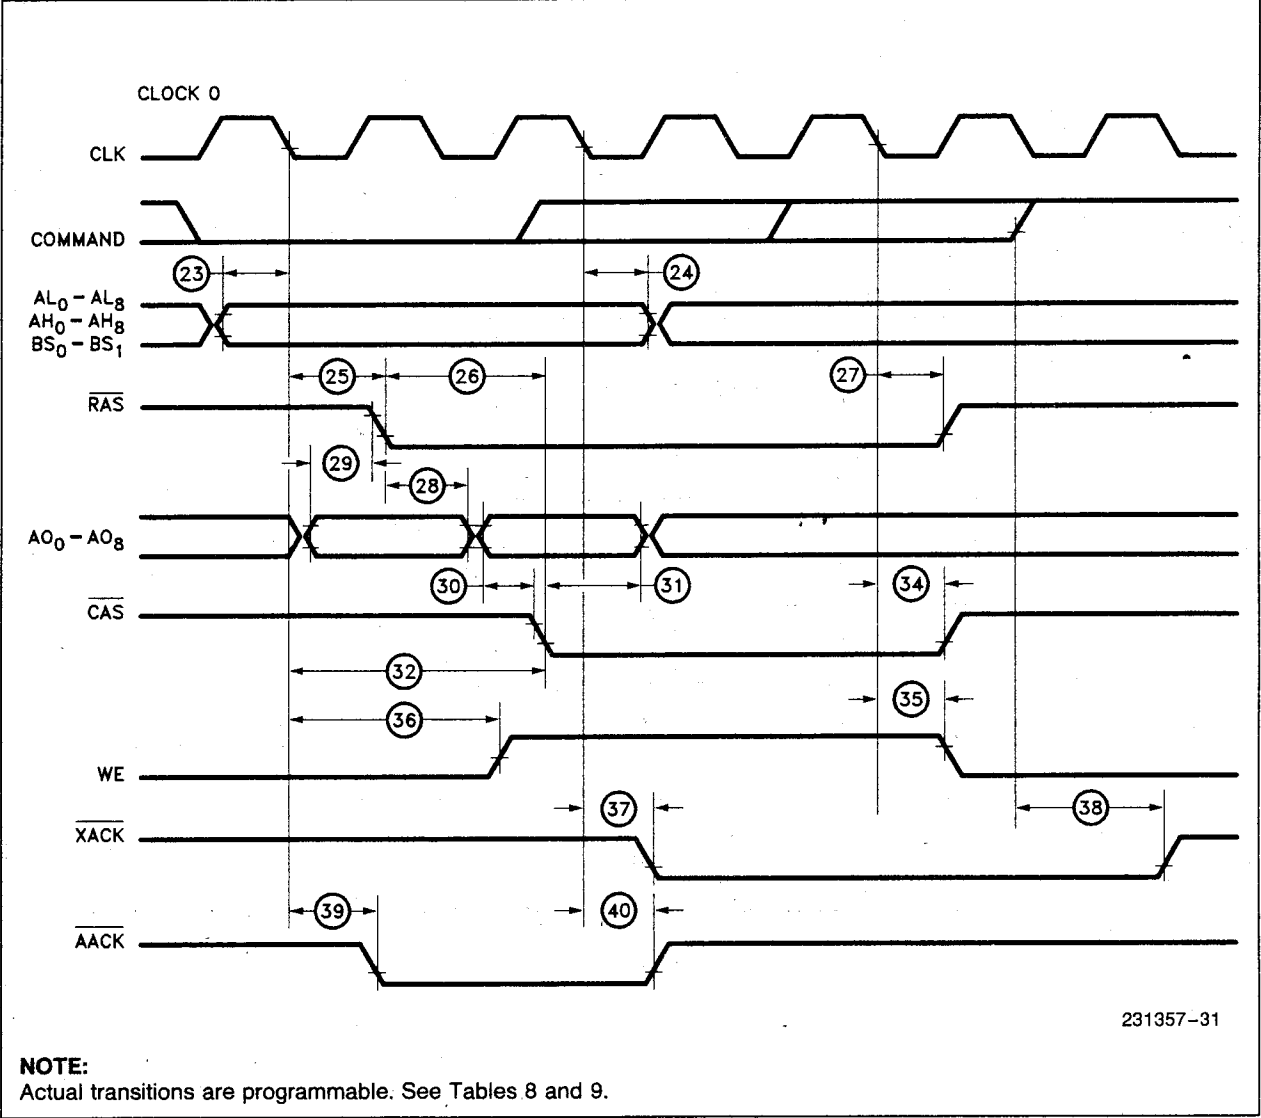 CLOCK 0
CLK
COMMAND
23
24
AL0 – AL8
AH0 – AH8
BS0 – BS1
25
26
27
RAS
29
28
AO0 – AO8
30
31
34
CAS
32
35
36
WE
37
38
XACK
39
40
AACK
231357–31
NOTE:
Actual transitions are programmable. See Tables 8 and 9.